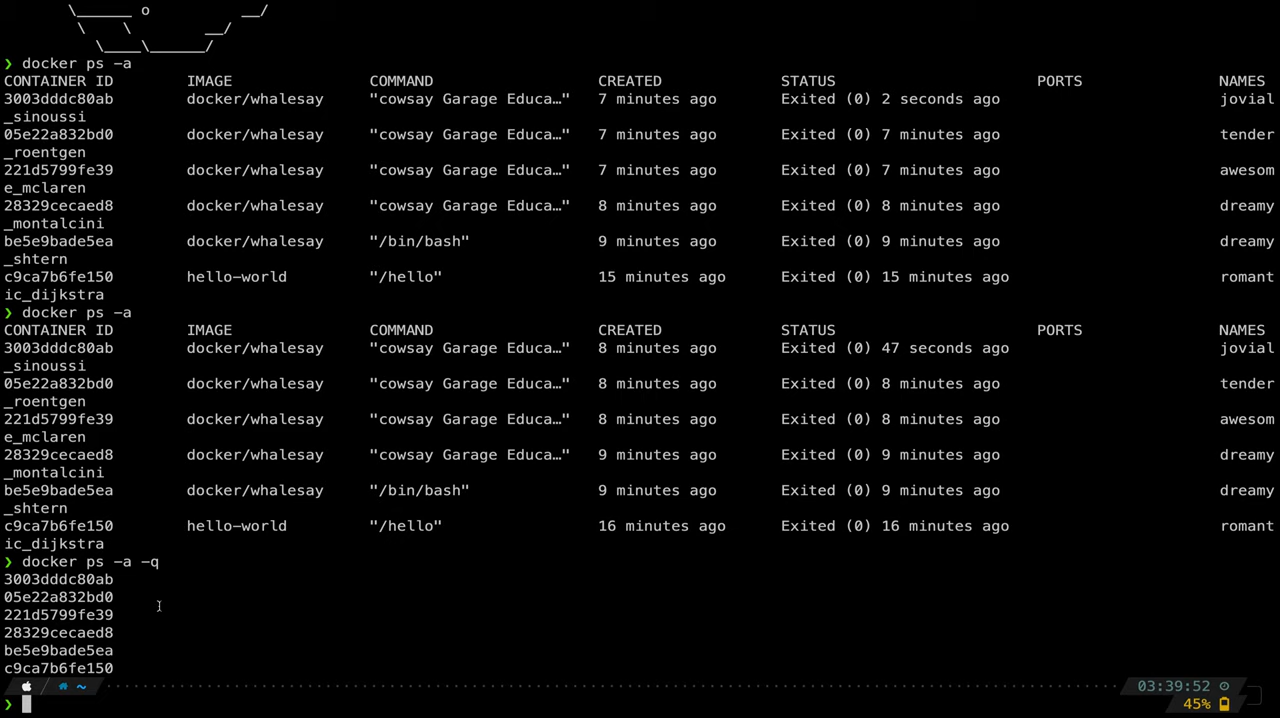 \______ o          __/
\    \        __/
\____\______/
❯ docker ps -a
CONTAINER ID        IMAGE               COMMAND                  CREATED             STATUS                      PORTS               NAMES
3003dddc80ab        docker/whalesay     "cowsay Garage Educa…"   7 minutes ago       Exited (0) 2 seconds ago                        jovial
_sinoussi
05e22a832bd0        docker/whalesay     "cowsay Garage Educa…"   7 minutes ago       Exited (0) 7 minutes ago                        tender
_roentgen
221d5799fe39        docker/whalesay     "cowsay Garage Educa…"   7 minutes ago       Exited (0) 7 minutes ago                        awesom
e_mclaren
28329cecaed8        docker/whalesay     "cowsay Garage Educa…"   8 minutes ago       Exited (0) 8 minutes ago                        dreamy
_montalcini
be5e9bade5ea        docker/whalesay     "/bin/bash"              9 minutes ago       Exited (0) 9 minutes ago                        dreamy
_shtern
c9ca7b6fe150        hello-world         "/hello"                 15 minutes ago      Exited (0) 15 minutes ago                       romant
ic_dijkstra
❯ docker ps -a
CONTAINER ID        IMAGE               COMMAND                  CREATED             STATUS                      PORTS               NAMES
3003dddc80ab        docker/whalesay     "cowsay Garage Educa…"   8 minutes ago       Exited (0) 47 seconds ago                       jovial
_sinoussi
05e22a832bd0        docker/whalesay     "cowsay Garage Educa…"   8 minutes ago       Exited (0) 8 minutes ago                        tender
_roentgen
221d5799fe39        docker/whalesay     "cowsay Garage Educa…"   8 minutes ago       Exited (0) 8 minutes ago                        awesom
e_mclaren
28329cecaed8        docker/whalesay     "cowsay Garage Educa…"   9 minutes ago       Exited (0) 9 minutes ago                        dreamy
_montalcini
be5e9bade5ea        docker/whalesay     "/bin/bash"              9 minutes ago       Exited (0) 9 minutes ago                        dreamy
_shtern
c9ca7b6fe150        hello-world         "/hello"                 16 minutes ago      Exited (0) 16 minutes ago                       romant
ic_dijkstra
❯ docker ps -a -q
3003dddc80ab
05e22a832bd0
221d5799fe39
28329cecaed8
be5e9bade5ea
c9ca7b6fe150
~ 03:39:52
❯ 45%